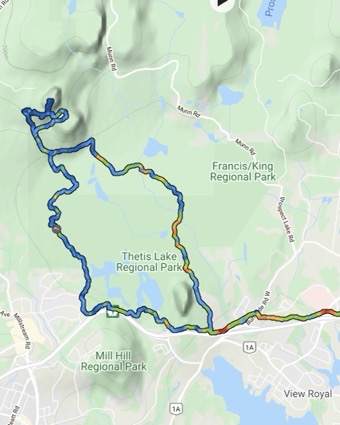 Munn Rd
Munn Rd
Munn Rd
Francis/King
Regional Park
Prospect Lake Rd
Thetis Lake
Regional Park
Millstream Rd
Mill Hill
Regional Park
1A
View Royal
1A